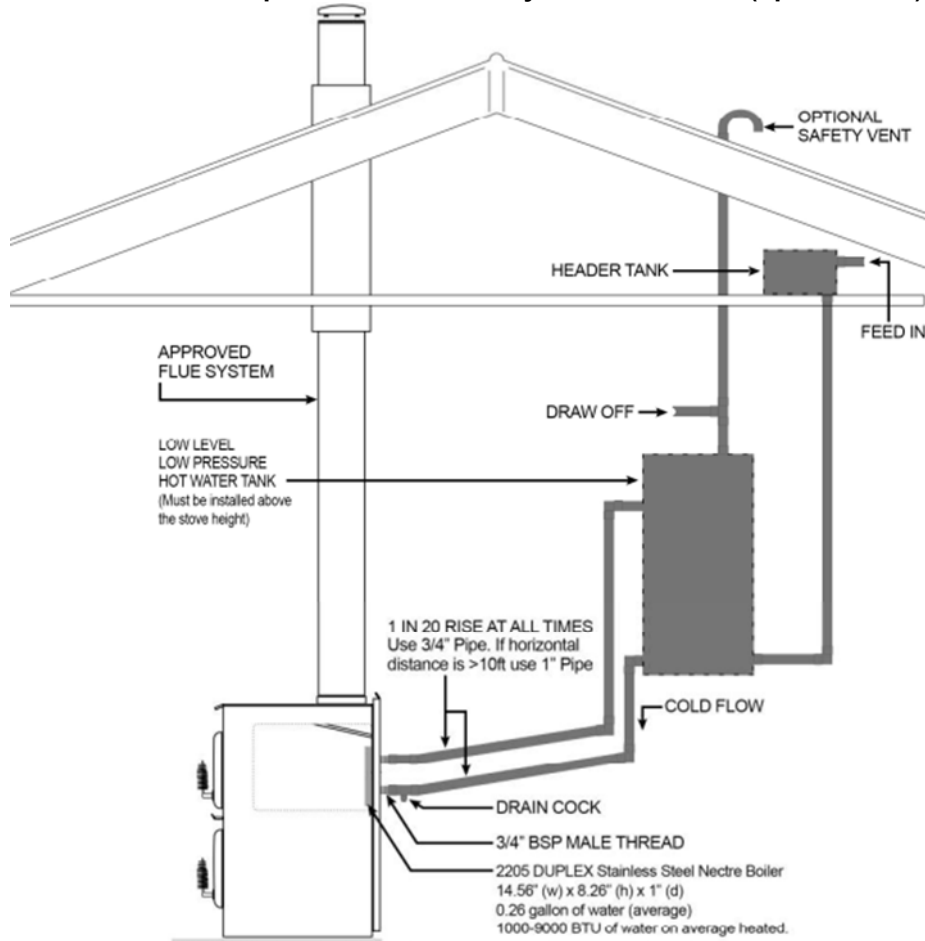 OPTIONAL
SAFETY VENT
HEADER TANK
FEED IN
APPROVED
FLUE SYSTEM
DRAW OFF
LOW LEVEL
LOW PRESSURE
HOT WATER TANK
(Must be installed above
the stove height)
1 IN 20 RISE AT ALL TIMES
Use 3/4" Pipe. If horizontal
distance is >10ft use 1" Pipe
COLD FLOW
DRAIN COCK
3/4" BSP MALE THREAD
2205 DUPLEX Stainless Steel Nectre Boiler
14.56" (w) x 8.26" (h) x 1" (d)
0.26 gallon of water (average)
1000-9000 BTU of water on average heated.